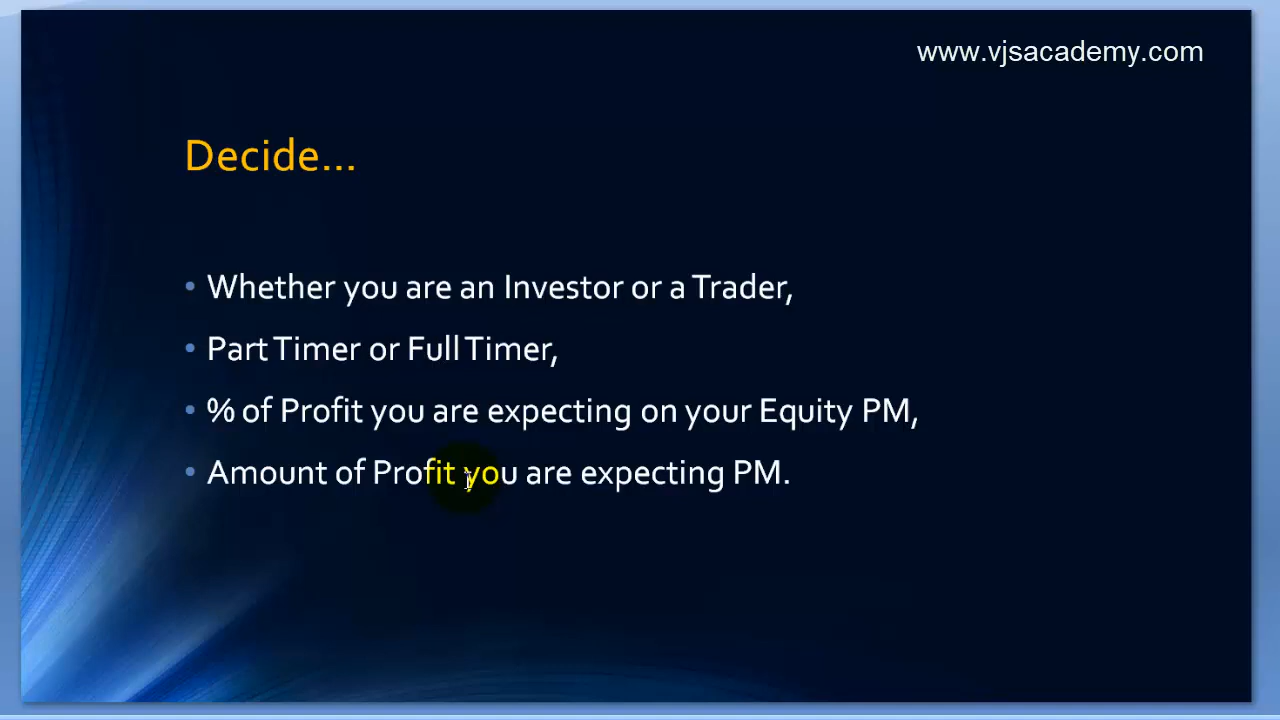 www.vjsacademy.com
Decide...
• Whether you are an Investor or a Trader,
• Part Timer or Full Timer,
• % of Profit you are expecting on your Equity PM,
• Amount of Profit you are expecting PM.